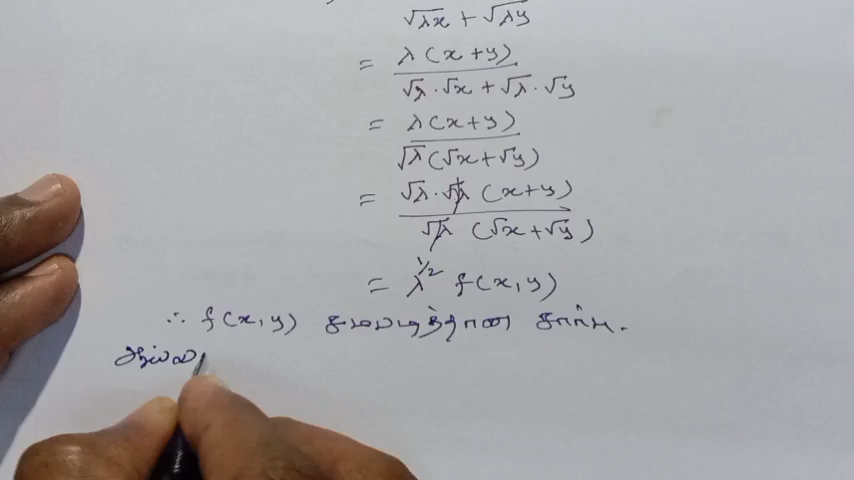 √λx + √λy
= λ(x+y) / √λ·√x + √λ·√y
= λ(x+y) / √λ(√x+√y)
= √λ·√λ (x+y) / √λ (√x+√y)
= λ^1/2 f(x,y)
∴ f(x,y) சமபடித்தான சார்பு.